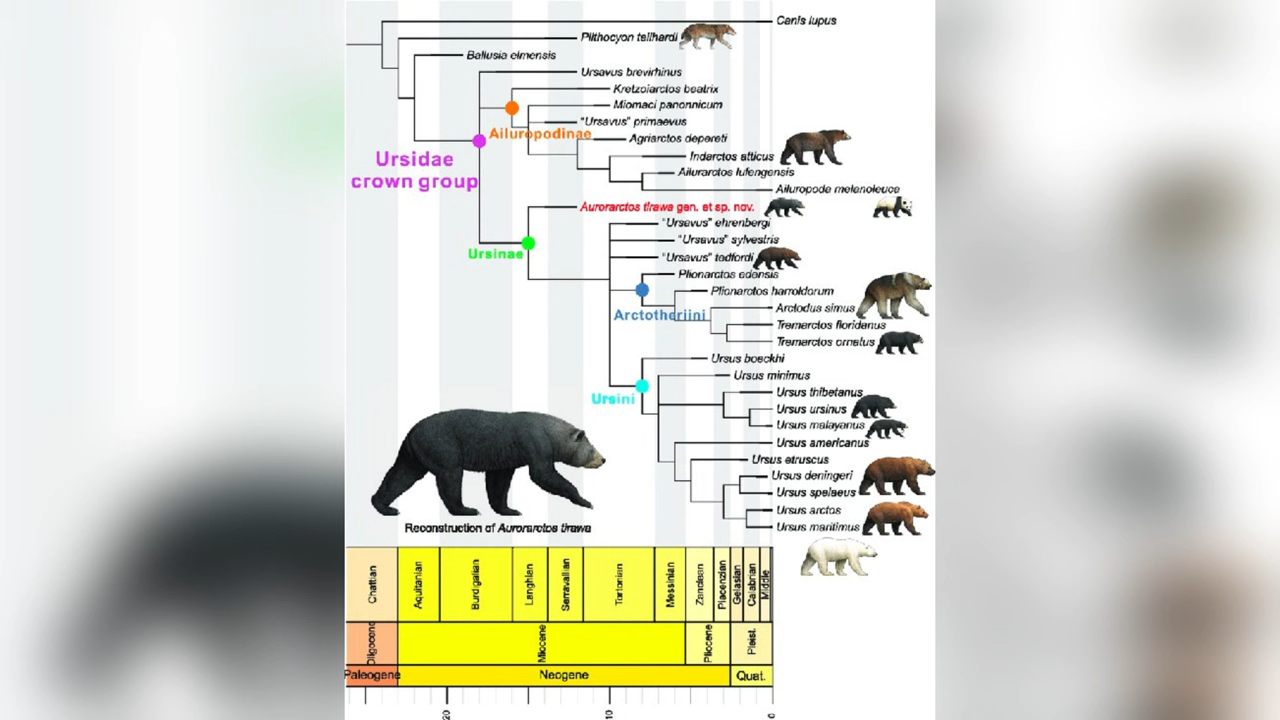 Canis lupus
Plithocyon teilhardi
Ballusia elmensis
Ursavus brevirhinus
Kretzoiarctos beatrix
Miomaci panonnicum
"Ursavus" primaevus
Ailuropodinae
Agriarctos depereti
Indarctos atticus
Ursidae
crown group
Ailurarctos lufengensis
Ailuropoda melanoleuca
Aurorarctos tirawa gen. et sp. nov.
"Ursavus" ehrenbergi
"Ursavus" sylvestris
Ursinae
"Ursavus" tedfordi
Plionarctos edensis
Plionarctos harroldorum
Arctodus simus
Arctotheriini
Tremarctos floridanus
Tremarctos ornatus
Ursus boeckhi
Ursus minimus
Ursus thibetanus
Ursini
Ursus ursinus
Ursus malayanus
Ursus americanus
Ursus etruscus
Ursus deningeri
Ursus spelaeus
Ursus arctos
Ursus maritimus
Reconstruction of Aurorarctos tirawa
Chattian
Aquitanian
Burdigalian
Langhian
Serravallian
Tortonian
Messinian
Zanclean
Piacenzian
Gelasian
Calabrian
Middle
Oligocene
Miocene
Pliocene
Pleist.
Paleogene
Neogene
Quat.
20
10
0